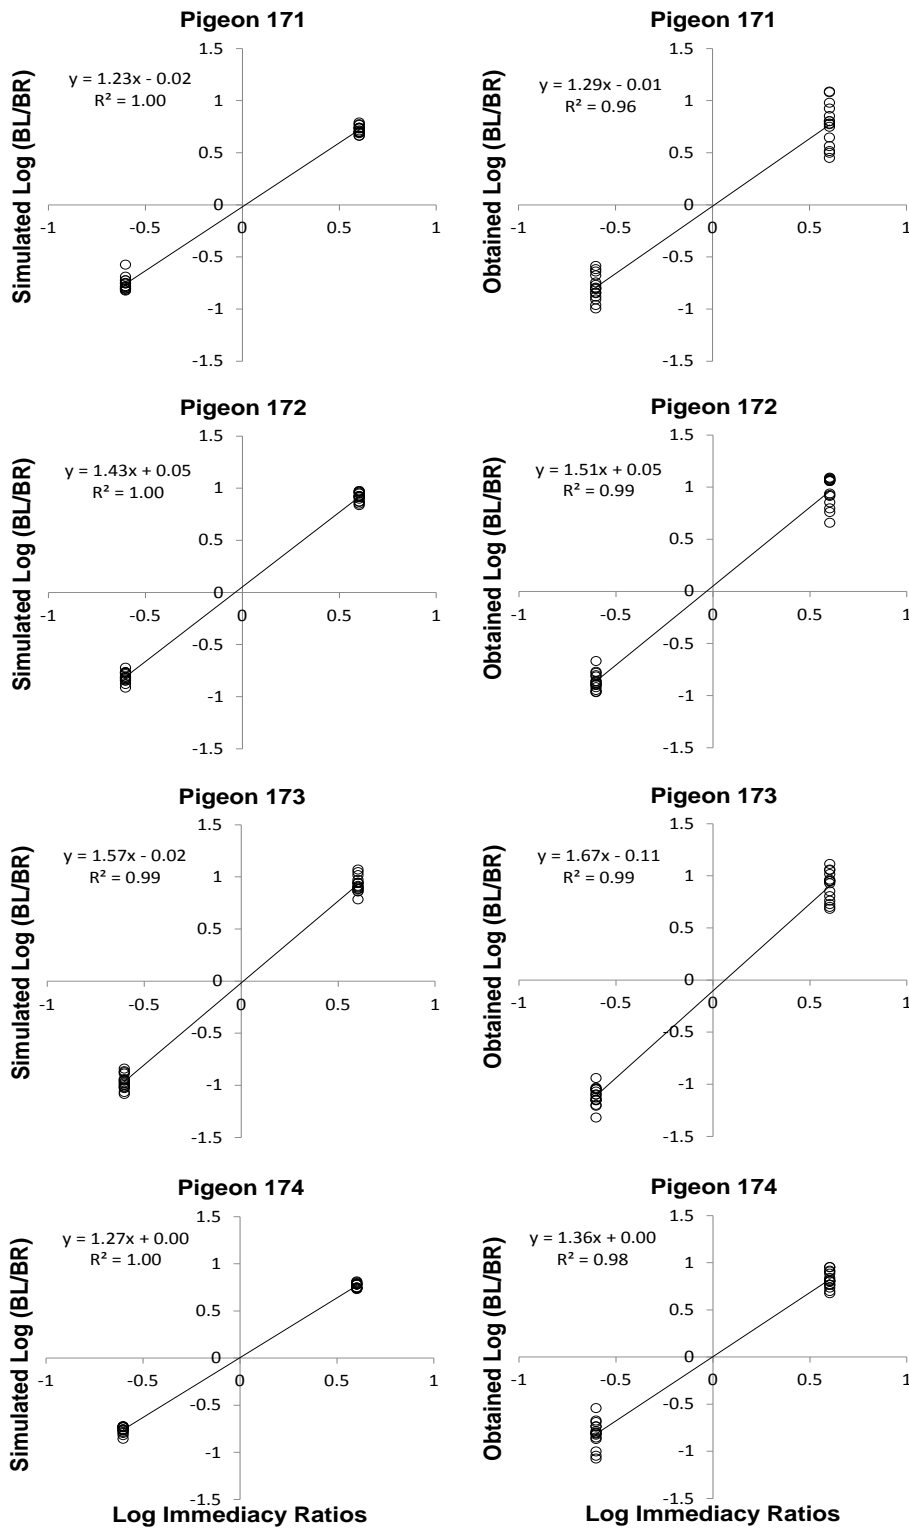 Pigeon 171
Simulated Log (BL/BR)
y = 1.23x - 0.02
R² = 1.00
1.5
1
0.5
0
-1
-0.5
0
0.5
1
-0.5
-1
-1.5
Pigeon 171
Obtained Log (BL/BR)
y = 1.29x - 0.01
R² = 0.96
1.5
1
0.5
0
-1
-0.5
0
0.5
1
-0.5
-1
-1.5
Pigeon 172
Simulated Log (BL/BR)
y = 1.43x + 0.05
R² = 1.00
1.5
1
0.5
0
-1
-0.5
0
0.5
1
-0.5
-1
-1.5
Pigeon 172
Obtained Log (BL/BR)
y = 1.51x + 0.05
R² = 0.99
1.5
1
0.5
0
-1
-0.5
0
0.5
1
-0.5
-1
-1.5
Pigeon 173
Simulated Log (BL/BR)
y = 1.57x - 0.02
R² = 0.99
1.5
1
0.5
0
-1
-0.5
0
0.5
1
-0.5
-1
-1.5
Pigeon 173
Obtained Log (BL/BR)
y = 1.67x - 0.11
R² = 0.99
1.5
1
0.5
0
-1
-0.5
0
0.5
1
-0.5
-1
-1.5
Pigeon 174
Simulated Log (BL/BR)
y = 1.27x + 0.00
R² = 1.00
1.5
1
0.5
0
-1
-0.5
0
0.5
1
-0.5
-1
-1.5
Log Immediacy Ratios
Pigeon 174
Obtained Log (BL/BR)
y = 1.36x + 0.00
R² = 0.98
1.5
1
0.5
0
-1
-0.5
0
0.5
1
-0.5
-1
-1.5
Log Immediacy Ratios